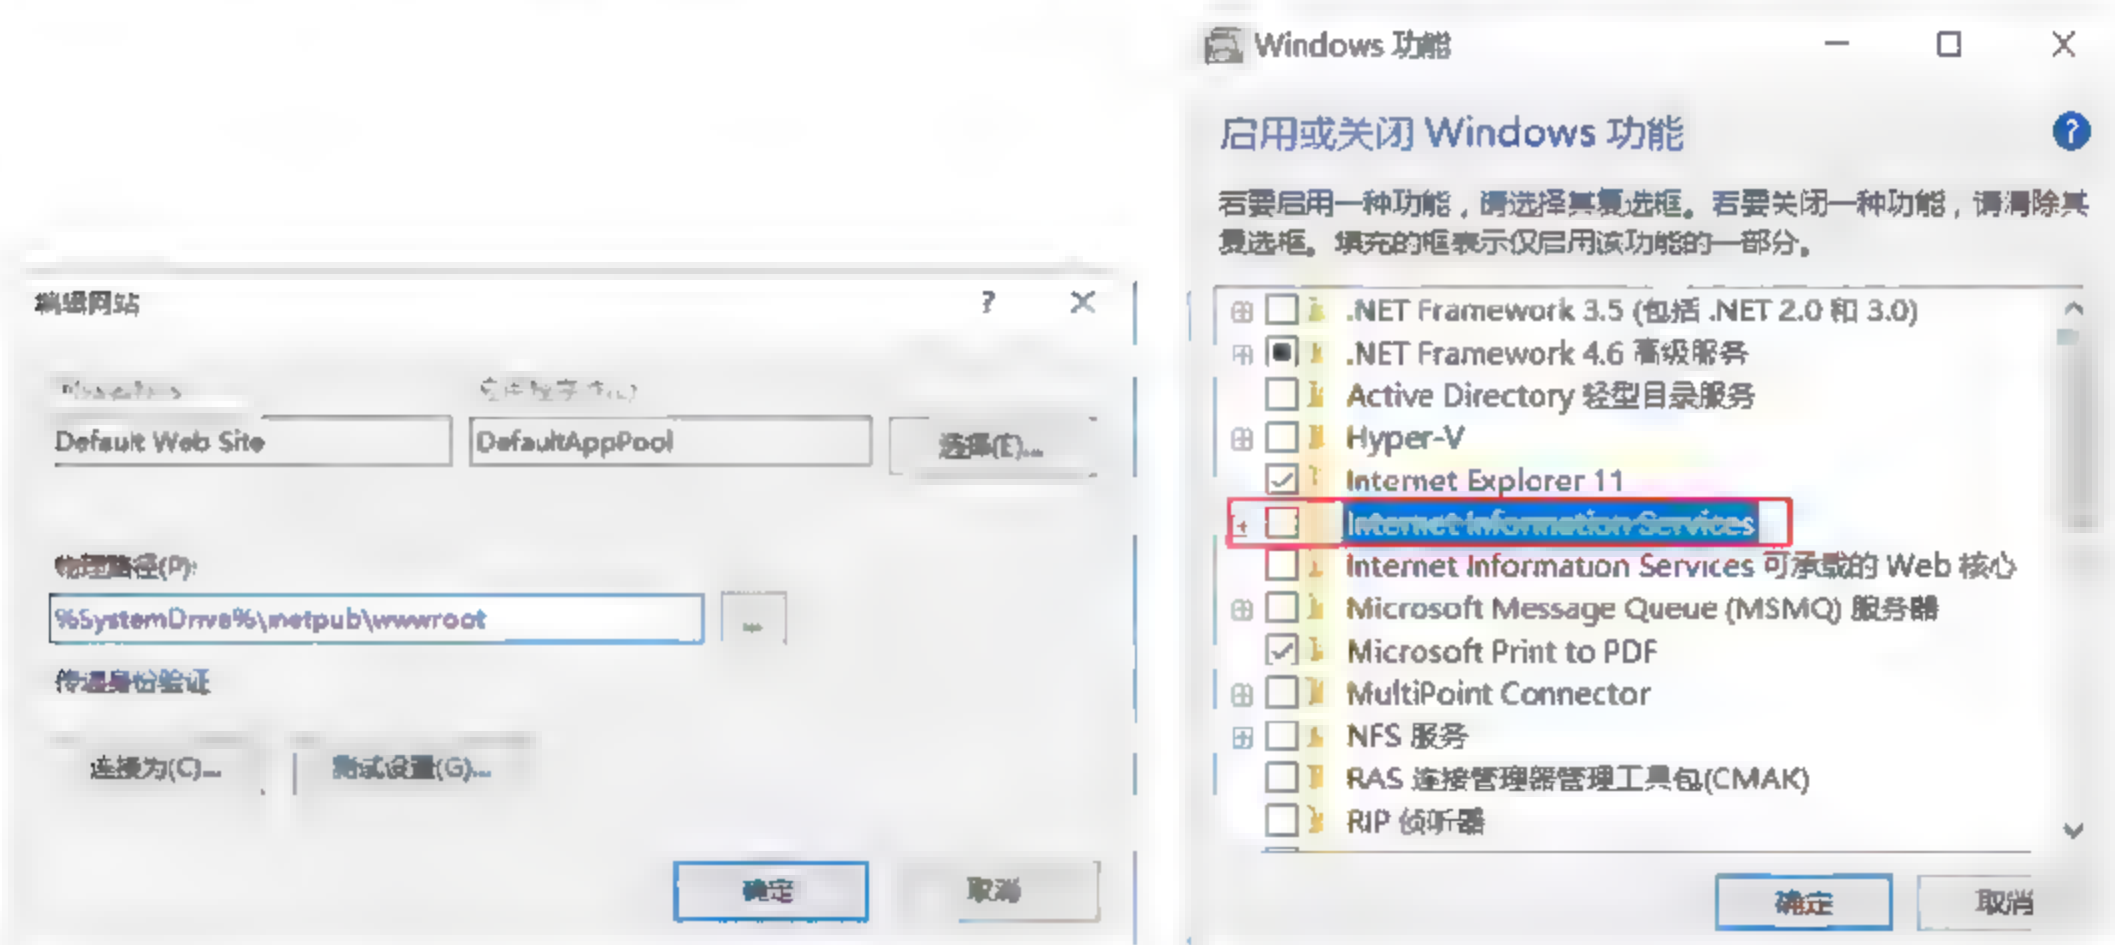 编辑网站
Default Web Site
DefaultAppPool
选择(E)...
物理路径(P):
%SystemDrive%\inetpub\wwwroot
...
传递身份验证
连接为(C)...
测试设置(G)...
确定
取消
Windows 功能
启用或关闭 Windows 功能
若要启用一种功能，请选择其复选框。若要关闭一种功能，请清除其
复选框。填充的框表示仅启用该功能的一部分。
.NET Framework 3.5 (包括 .NET 2.0 和 3.0)
.NET Framework 4.6 高级服务
Active Directory 轻型目录服务
Hyper-V
Internet Explorer 11
Internet Information Services
Internet Information Services 可承载的 Web 核心
Microsoft Message Queue (MSMQ) 服务器
Microsoft Print to PDF
MultiPoint Connector
NFS 服务
RAS 连接管理器管理工具包(CMAK)
RIP 侦听器
确定
取消